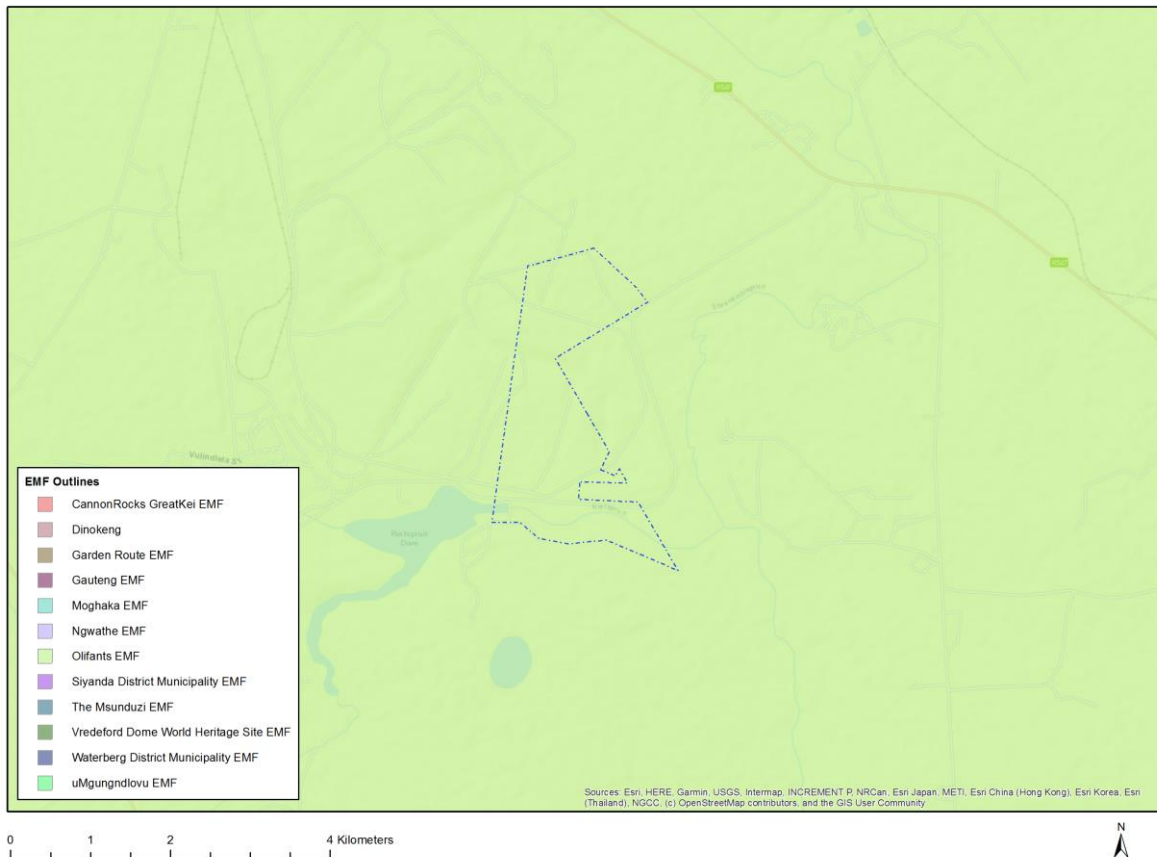 Vulindlela St
Rietspruit
Dam
EMF Outlines
CannonRocks GreatKei EMF
Dinokeng
Garden Route EMF
Gauteng EMF
Moghaka EMF
Ngwathe EMF
Olifants EMF
Siyanda District Municipality EMF
The Msunduzi EMF
Vredeford Dome World Heritage Site EMF
Waterberg District Municipality EMF
uMgungndlovu EMF
Sources: Esri, HERE, Garmin, USGS, Intermap, INCREMENT P, NRCan, Esri Japan, METI, Esri China (Hong Kong), Esri Korea, Esri
(Thailand), NGCC, (c) OpenStreetMap contributors, and the GIS User Community
0 1 2 4 Kilometers
N